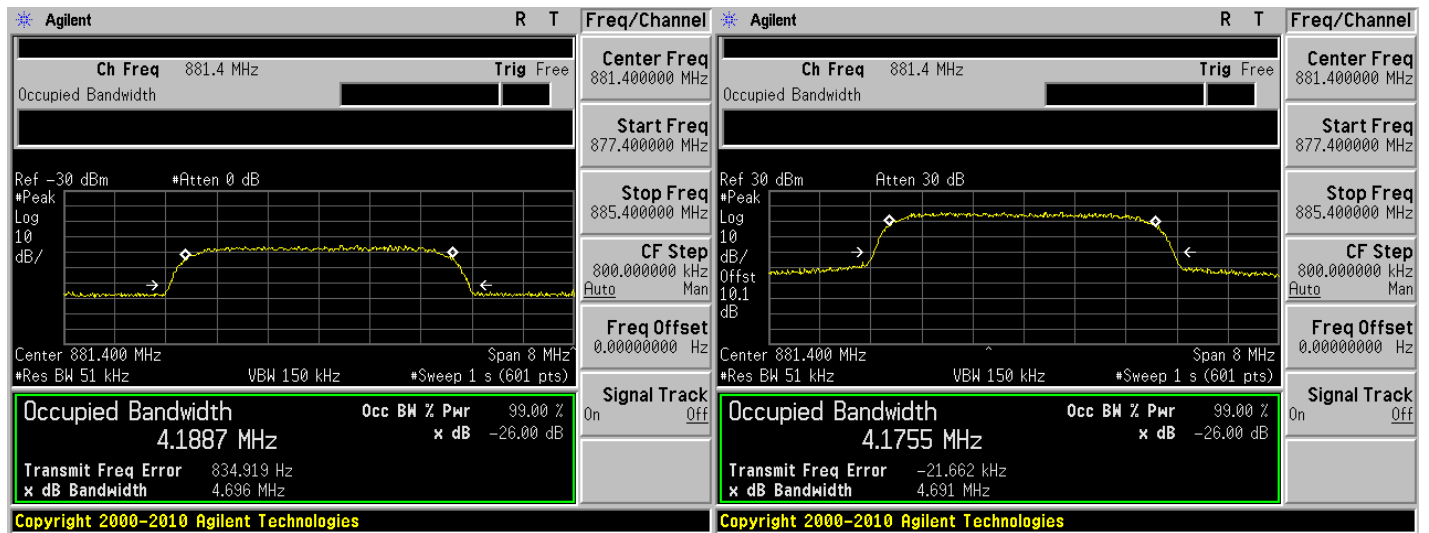 Agilent R T Freq/Channel
Ch Freq 881.4 MHz Trig Free
Occupied Bandwidth
Center Freq
881.400000 MHz
Start Freq
877.400000 MHz
Stop Freq
885.400000 MHz
CF Step
800.000000 kHz
Auto Man
Freq Offset
0.00000000 Hz
Signal Track
On Off
Ref -30 dBm #Atten 0 dB
#Peak
Log
10
dB/
Center 881.400 MHz Span 8 MHz^
#Res BW 51 kHz VBW 150 kHz #Sweep 1 s (601 pts)
Occupied Bandwidth Occ BW % Pwr 99.00 %
4.1887 MHz x dB -26.00 dB
Transmit Freq Error 834.919 Hz
x dB Bandwidth 4.696 MHz
Copyright 2000-2010 Agilent Technologies
Agilent R T Freq/Channel
Ch Freq 881.4 MHz Trig Free
Occupied Bandwidth
Center Freq
881.400000 MHz
Start Freq
877.400000 MHz
Stop Freq
885.400000 MHz
CF Step
800.000000 kHz
Auto Man
Freq Offset
0.00000000 Hz
Signal Track
On Off
Ref 30 dBm Atten 30 dB
#Peak
Log
10
dB/
Offst
10.1
dB
Center 881.400 MHz ^ Span 8 MHz
#Res BW 51 kHz VBW 150 kHz #Sweep 1 s (601 pts)
Occupied Bandwidth Occ BW % Pwr 99.00 %
4.1755 MHz x dB -26.00 dB
Transmit Freq Error -21.662 kHz
x dB Bandwidth 4.691 MHz
Copyright 2000-2010 Agilent Technologies